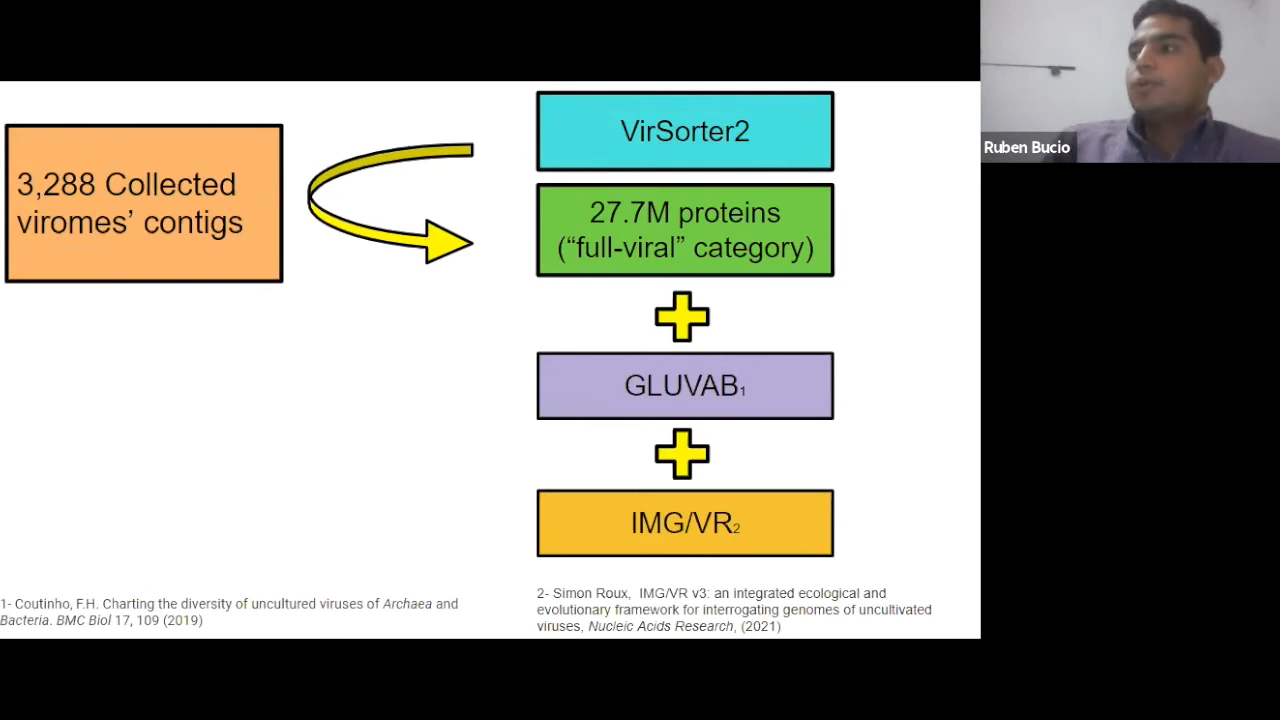 3,288 Collected
viromes’ contigs
VirSorter2
27.7M proteins
(“full-viral” category)
GLUVAB1
IMG/VR2
1- Coutinho, F.H. Charting the diversity of uncultured viruses of Archaea and
Bacteria. BMC Biol 17, 109 (2019)
2- Simon Roux, IMG/VR v3: an integrated ecological and
evolutionary framework for interrogating genomes of uncultivated
viruses, Nucleic Acids Research, (2021)
Ruben Bucio